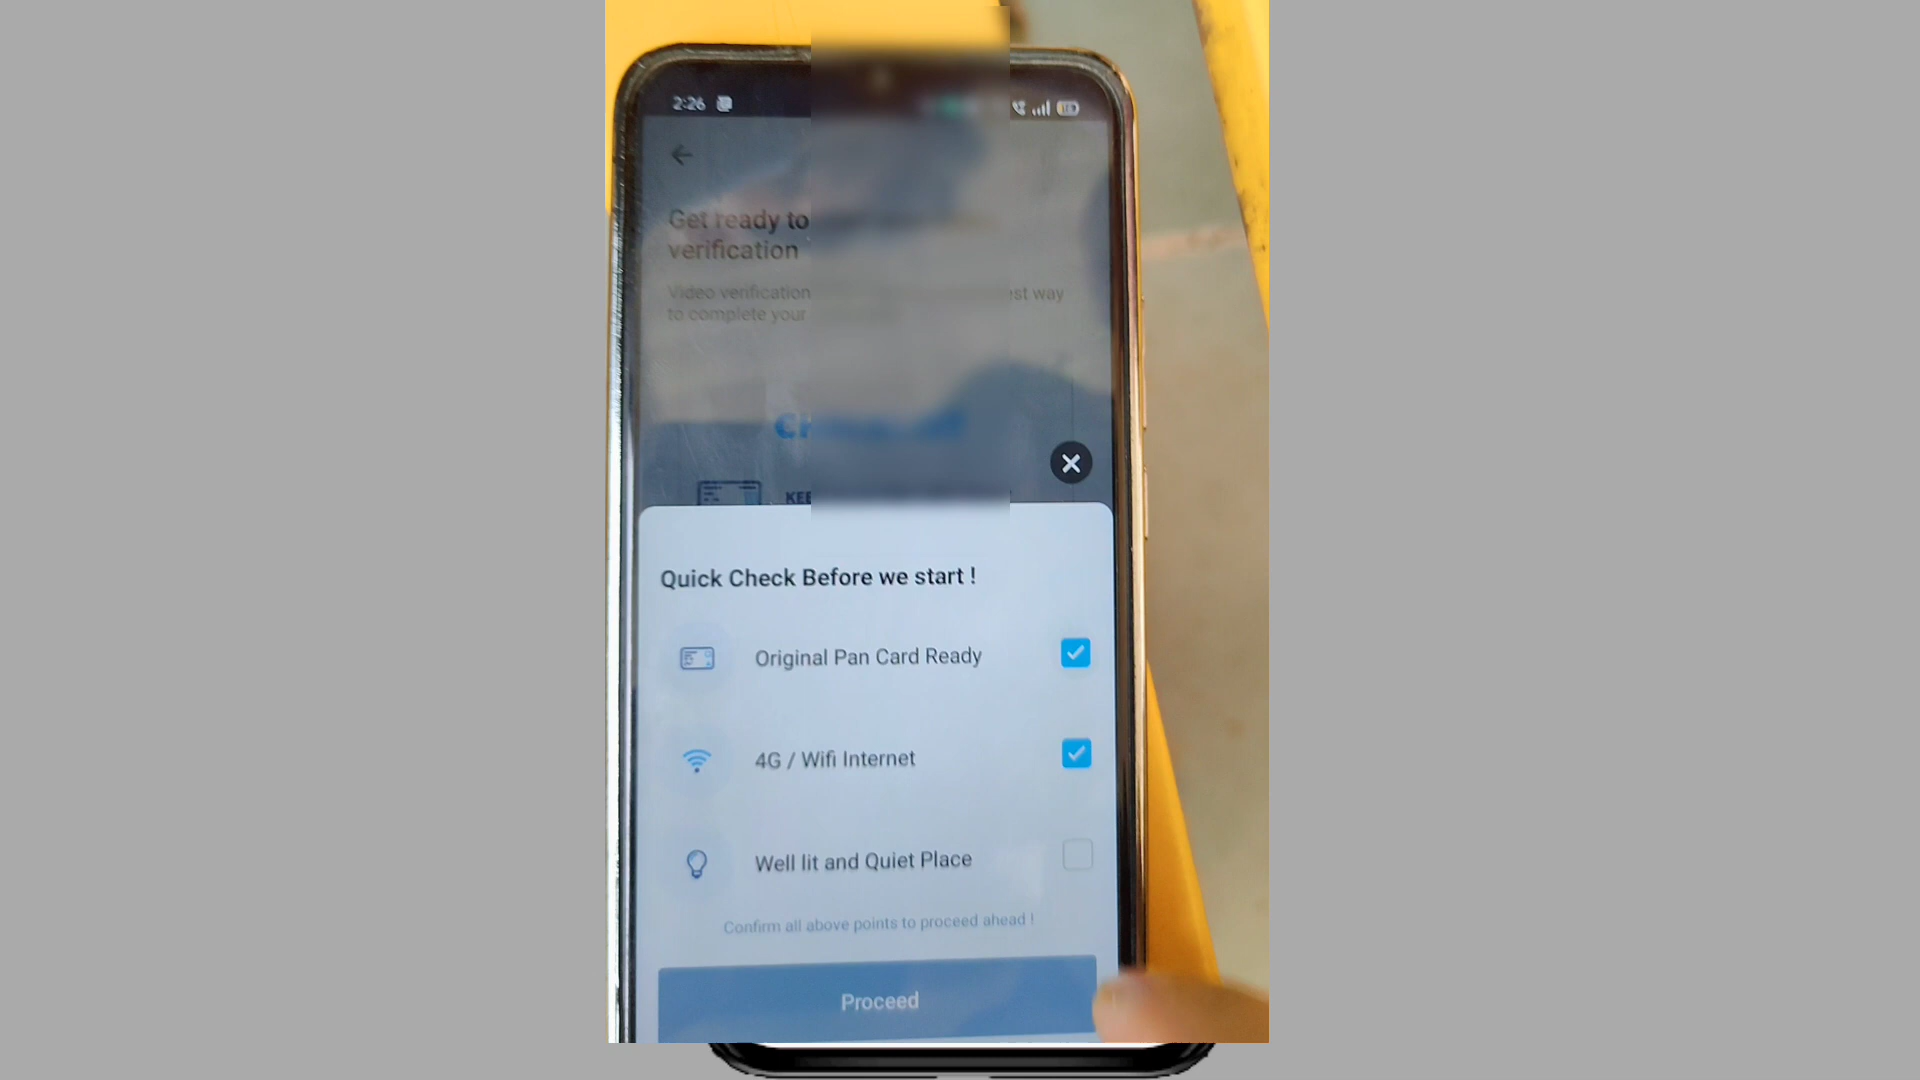 2:26
Get ready to
verification
Video verification est way
to complete your
Quick Check Before we start !
Original Pan Card Ready
4G / Wifi Internet
Well lit and Quiet Place
Confirm all above points to proceed ahead !
Proceed